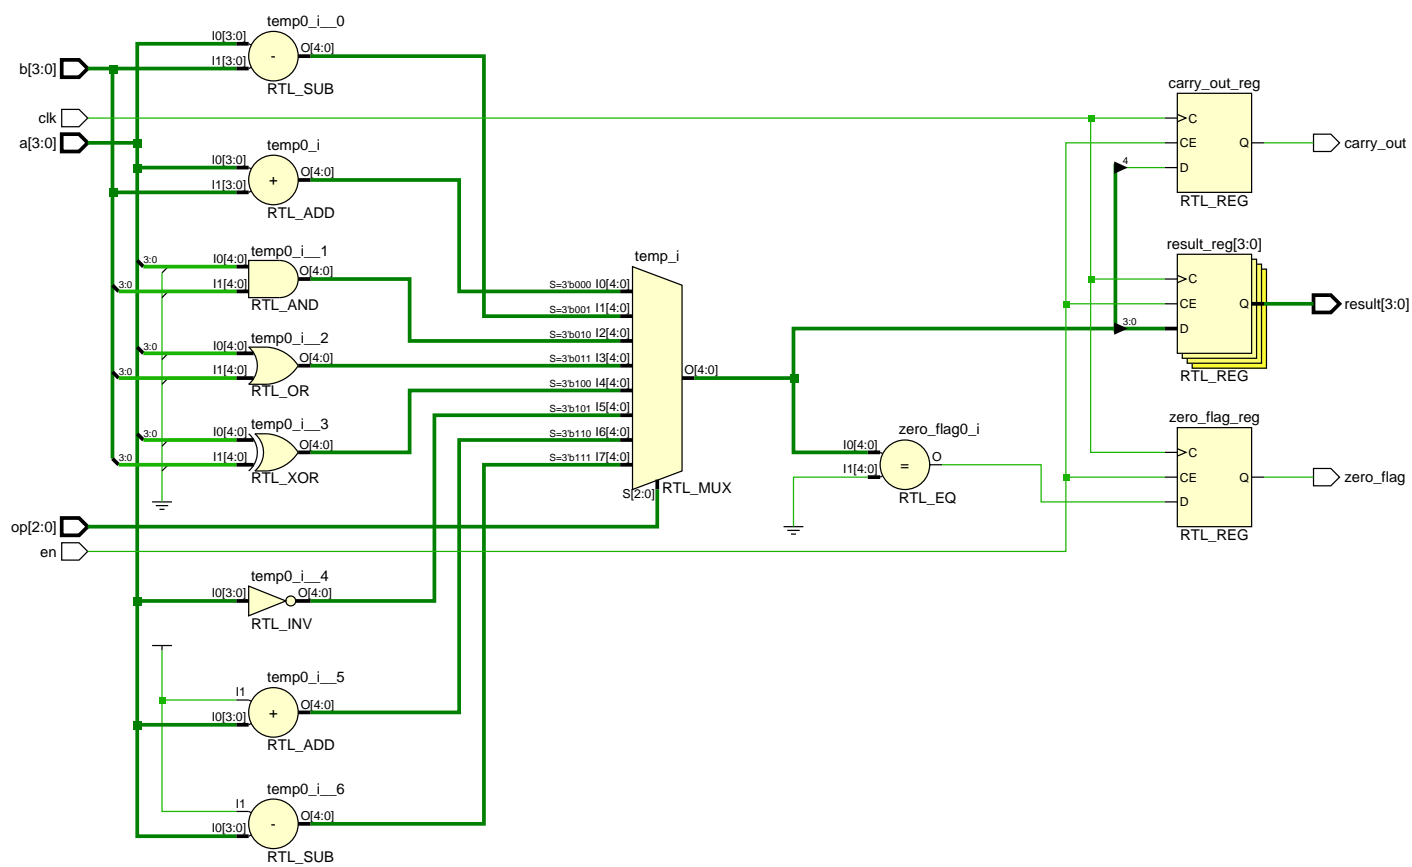 temp0_i__0
I0[3:0]
I1[3:0]
-
O[4:0]
RTL_SUB
b[3:0]
clk
a[3:0]
temp0_i
I0[3:0]
I1[3:0]
+
O[4:0]
RTL_ADD
temp0_i__1
3:0
I0[4:0]
3:0
I1[4:0]
O[4:0]
RTL_AND
temp0_i__2
3:0
I0[4:0]
3:0
I1[4:0]
O[4:0]
RTL_OR
temp0_i__3
3:0
I0[4:0]
3:0
I1[4:0]
O[4:0]
RTL_XOR
op[2:0]
en
temp0_i__4
I0[3:0]
O[4:0]
RTL_INV
temp0_i__5
I1
I0[3:0]
+
O[4:0]
RTL_ADD
temp0_i__6
I1
I0[3:0]
-
O[4:0]
RTL_SUB
temp_i
S=3'b000 I0[4:0]
S=3'b001 I1[4:0]
S=3'b010 I2[4:0]
S=3'b011 I3[4:0]
S=3'b100 I4[4:0]
S=3'b101 I5[4:0]
S=3'b110 I6[4:0]
S=3'b111 I7[4:0]
O[4:0]
S[2:0]
RTL_MUX
zero_flag0_i
I0[4:0]
I1[4:0]
=
O
RTL_EQ
carry_out_reg
C
CE
4
D
Q
RTL_REG
carry_out
result_reg[3:0]
C
CE
3:0
D
Q
RTL_REG
result[3:0]
zero_flag_reg
C
CE
D
Q
RTL_REG
zero_flag